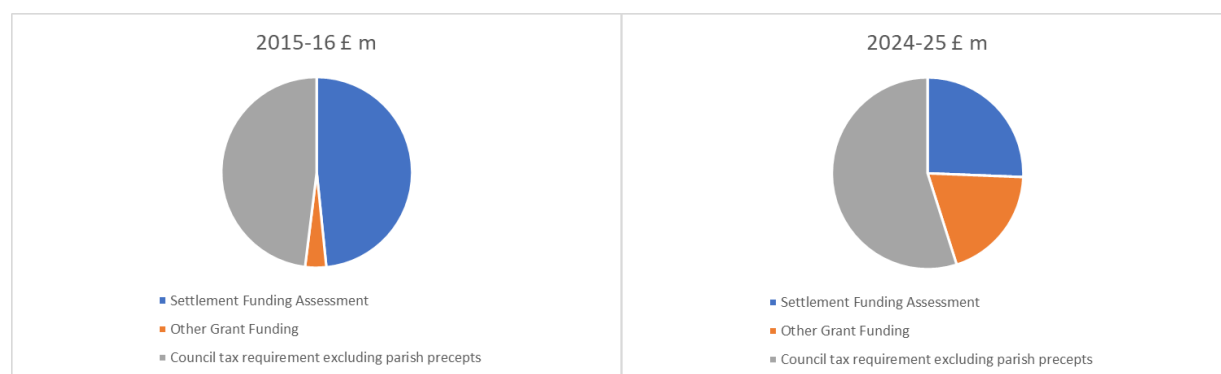 2015-16 £ m
Settlement Funding Assessment
Other Grant Funding
Council tax requirement excluding parish precepts
2024-25 £ m
Settlement Funding Assessment
Other Grant Funding
Council tax requirement excluding parish precepts